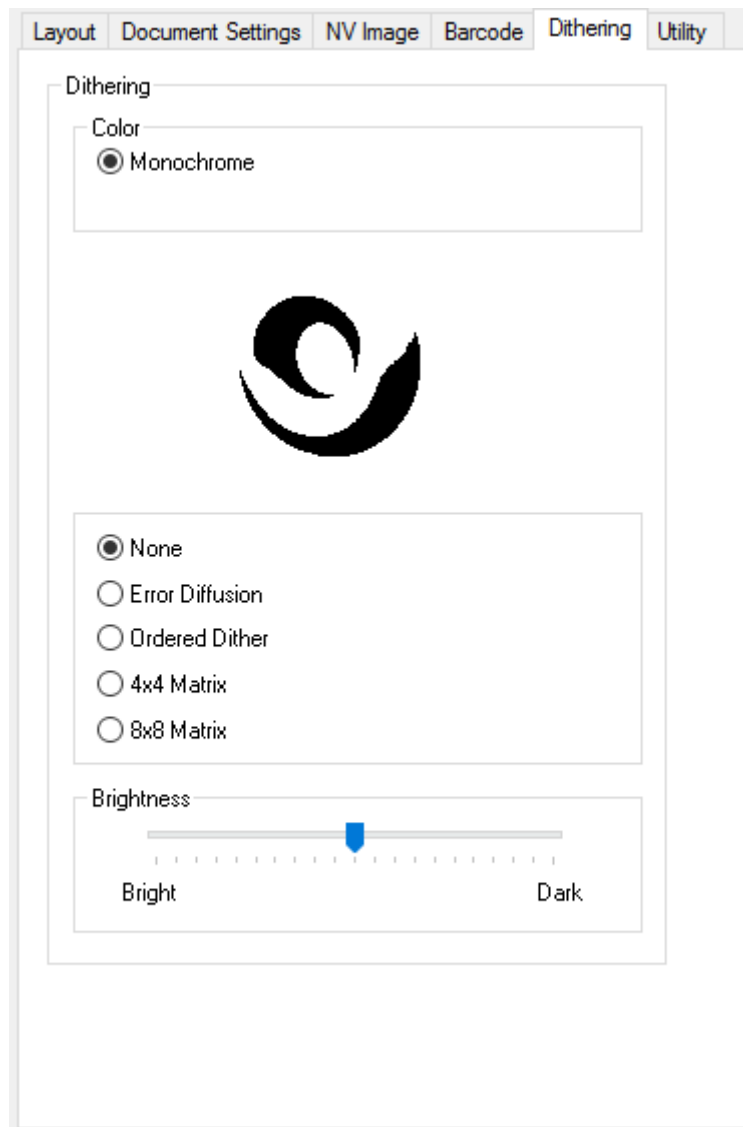 Layout Document Settings NV Image Barcode Dithering Utility
Dithering
Color
Monochrome
None
Error Diffusion
Ordered Dither
4x4 Matrix
8x8 Matrix
Brightness
Bright Dark